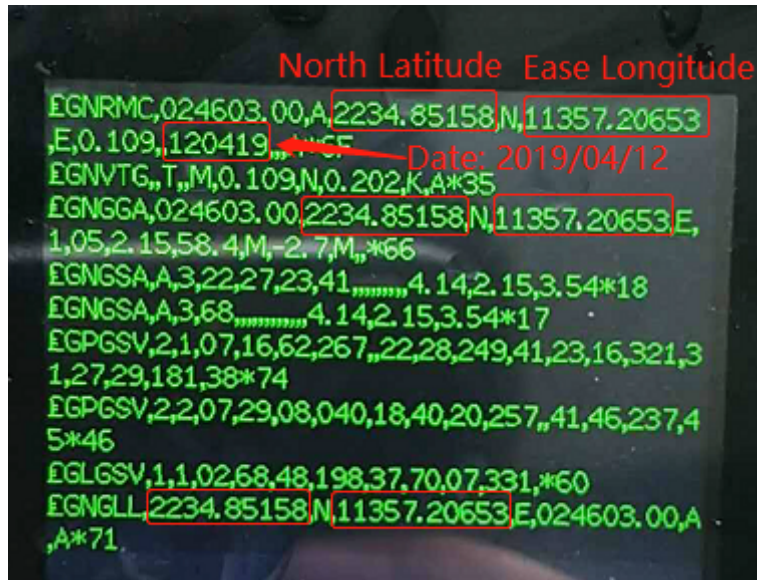 North Latitude Ease Longitude
£GNRMC,024603.00,A,2234.85158,N,11357.20653
,E,0.109,,120419,,,A*6F
Date: 2019/04/12
£GNVTG,,T,,M,0.109,N,0.202,K,A*35
£GNGGA,024603.00,2234.85158,N,11357.20653,E,
1,05,2.15,58.4,M,-2.7,M,,*66
£GNGSA,A,3,22,27,23,41,,,,,,,,,4.14,2.15,3.54*18
£GNGSA,A,3,68,,,,,,,,,,,,4.14,2.15,3.54*17
£GPGSV,2,1,07,16,62,267,,22,28,249,41,23,16,321,3
1,27,29,181,38*74
£GPGSV,2,2,07,29,08,040,18,40,20,257,,41,46,237,4
5*46
£GLGSV,1,1,02,68,48,198,37,70,07,331,*60
£GNGLL,2234.85158,N,11357.20653,E,024603.00,A
,A*71